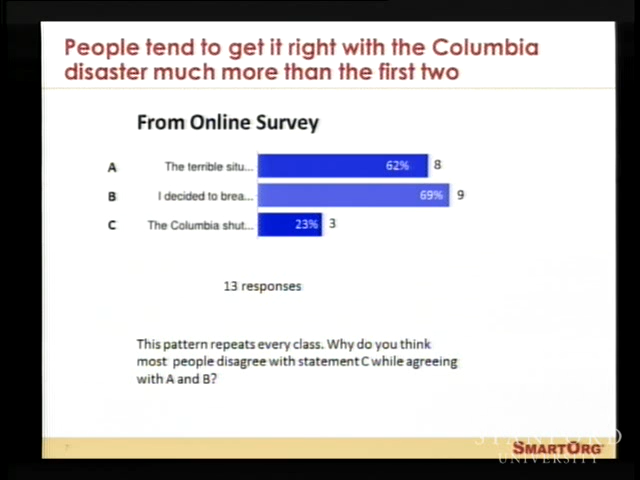 People tend to get it right with the Columbia
disaster much more than the first two
From Online Survey
A The terrible situ... 62% 8
B I decided to brea... 69% 9
C The Columbia shut... 23% 3
13 responses
This pattern repeats every class. Why do you think
most people disagree with statement C while agreeing
with A and B?
STANFORD
SMARTORG
UNIVERSITY